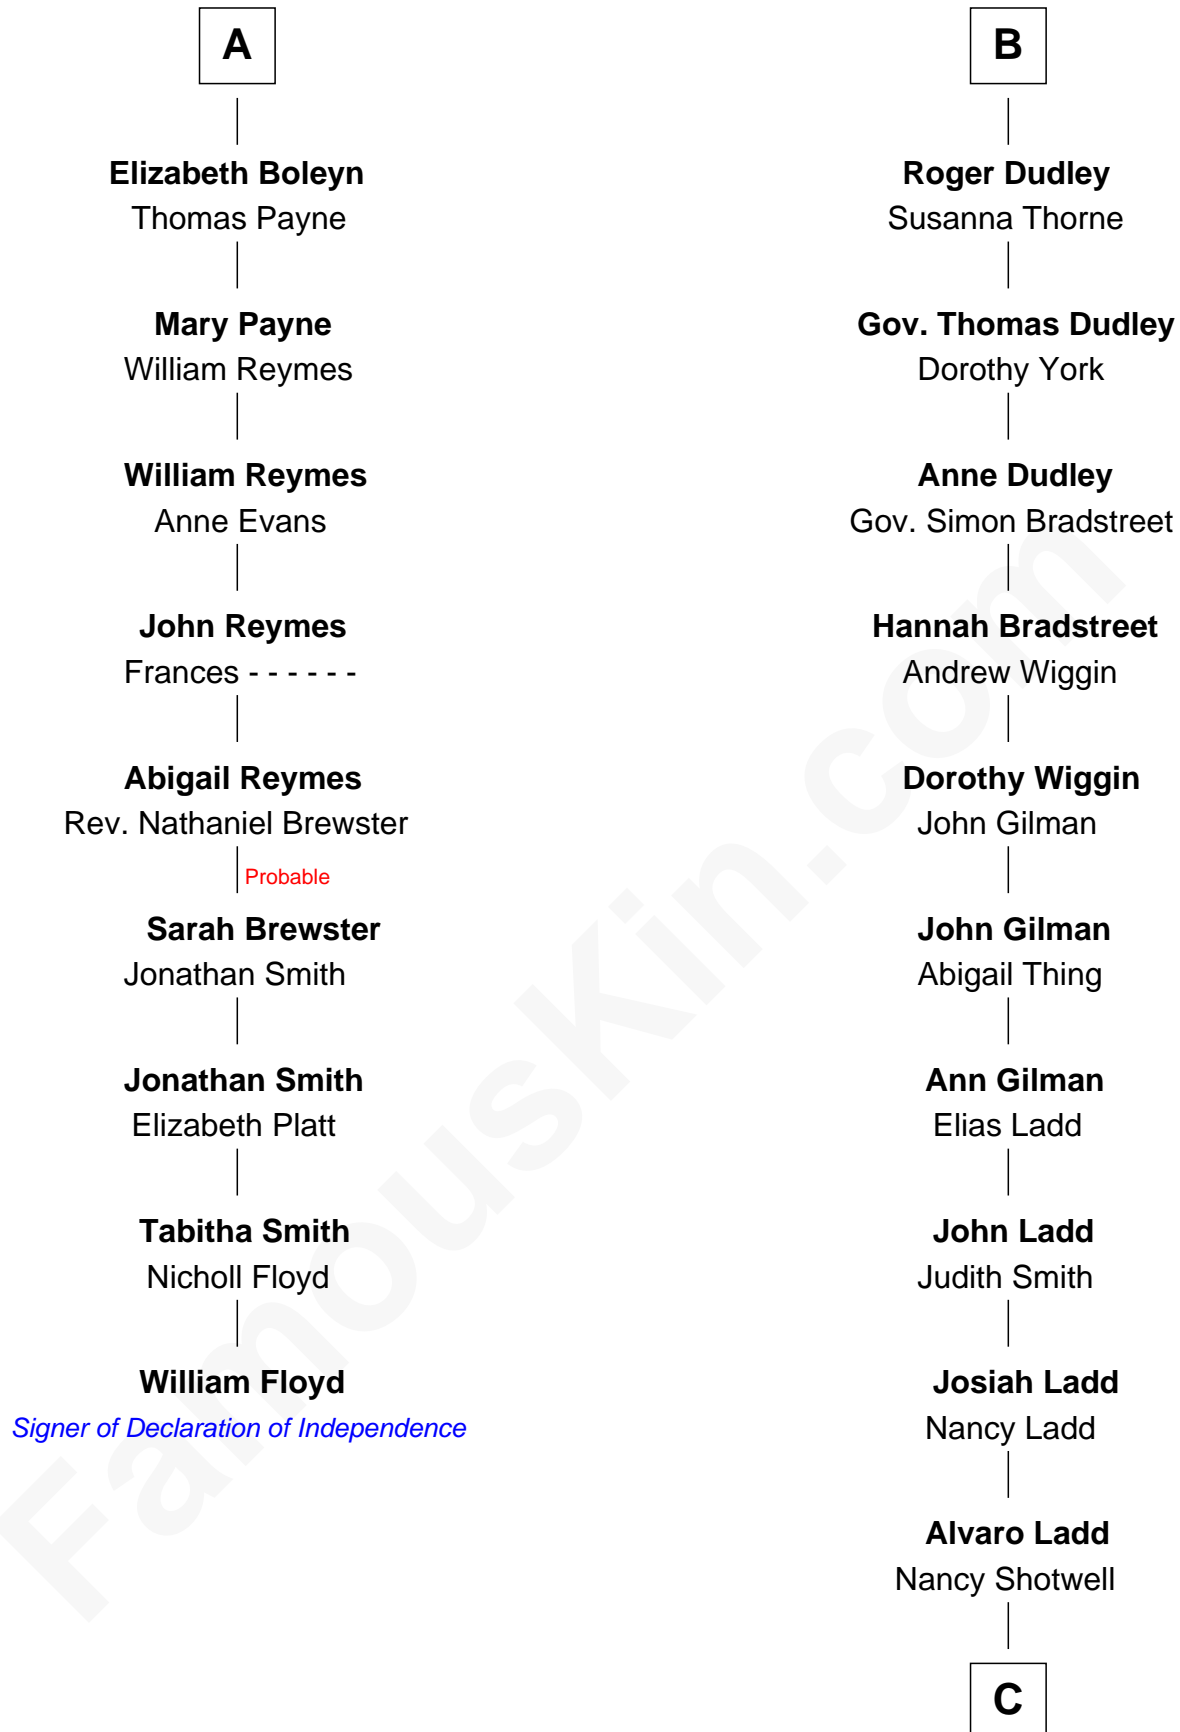 A
Elizabeth Boleyn
Thomas Payne
Mary Payne
William Reymes
William Reymes
Anne Evans
John Reymes
Frances - - - - - -
Abigail Reymes
Rev. Nathaniel Brewster
Probable
Sarah Brewster
Jonathan Smith
Jonathan Smith
Elizabeth Platt
Tabitha Smith
Nicholl Floyd
William Floyd
Signer of Declaration of Independence
B
Roger Dudley
Susanna Thorne
Gov. Thomas Dudley
Dorothy York
Anne Dudley
Gov. Simon Bradstreet
Hannah Bradstreet
Andrew Wiggin
Dorothy Wiggin
John Gilman
John Gilman
Abigail Thing
Ann Gilman
Elias Ladd
John Ladd
Judith Smith
Josiah Ladd
Nancy Ladd
Alvaro Ladd
Nancy Shotwell
C
FamousKin.com